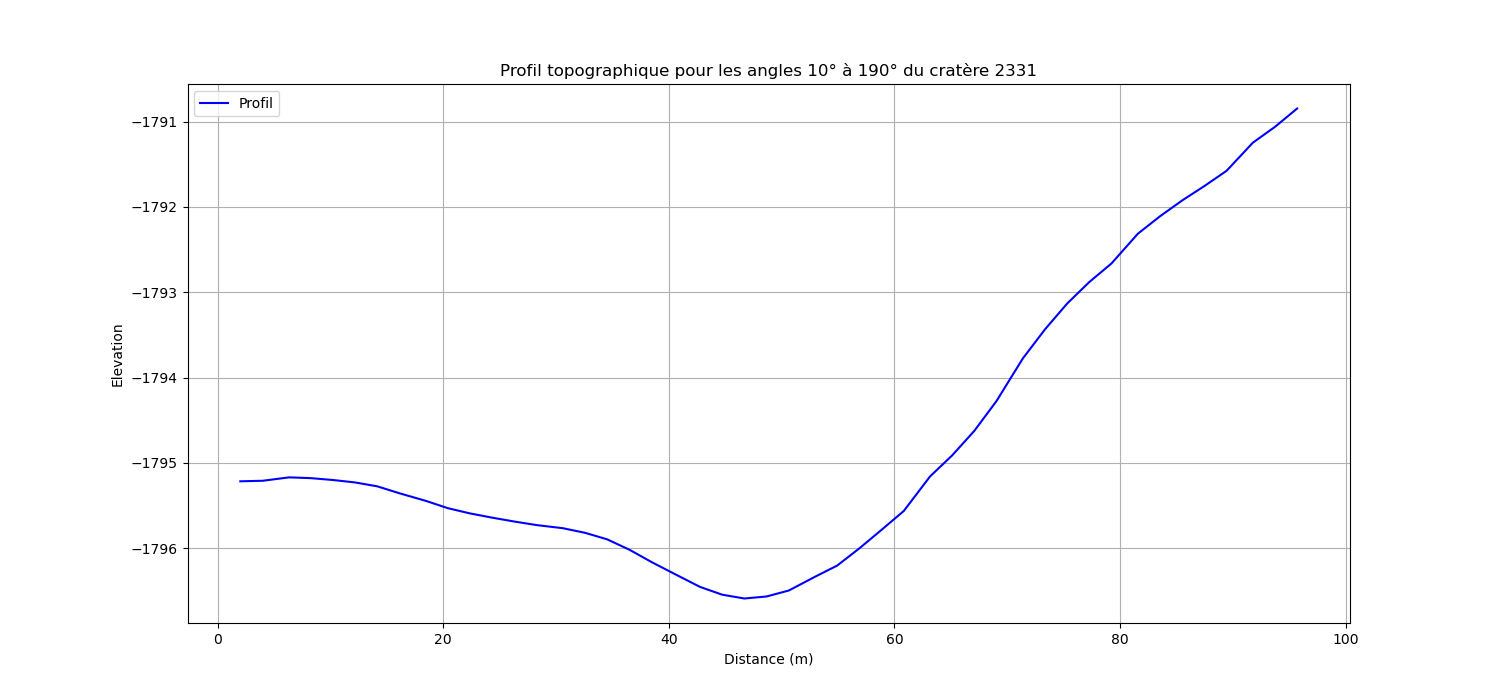 Profil topographique pour les angles 10° à 190° du cratère 2331
Profil
−1791
−1792
−1793
−1794
−1795
−1796
Elevation
0 20 40 60 80 100
Distance (m)